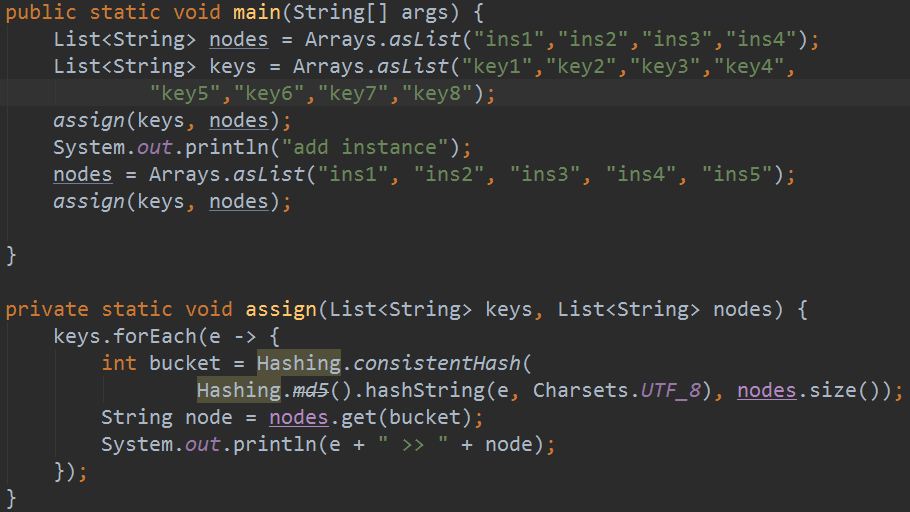 public static void main(String[] args) {
List<String> nodes = Arrays.asList("ins1","ins2","ins3","ins4");
List<String> keys = Arrays.asList("key1","key2","key3","key4",
"key5","key6","key7","key8");
assign(keys, nodes);
System.out.println("add instance");
nodes = Arrays.asList("ins1", "ins2", "ins3", "ins4", "ins5");
assign(keys, nodes);
}
private static void assign(List<String> keys, List<String> nodes) {
keys.forEach(e -> {
int bucket = Hashing.consistentHash(
Hashing.md5().hashString(e, Charsets.UTF_8), nodes.size());
String node = nodes.get(bucket);
System.out.println(e + " >> " + node);
});
}